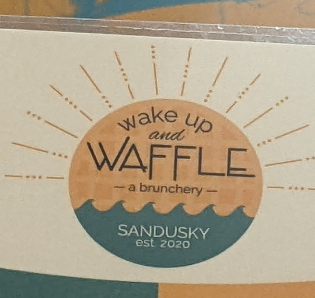 wake up
and
WAFFLE
— a brunchery —
SANDUSKY
est. 2020